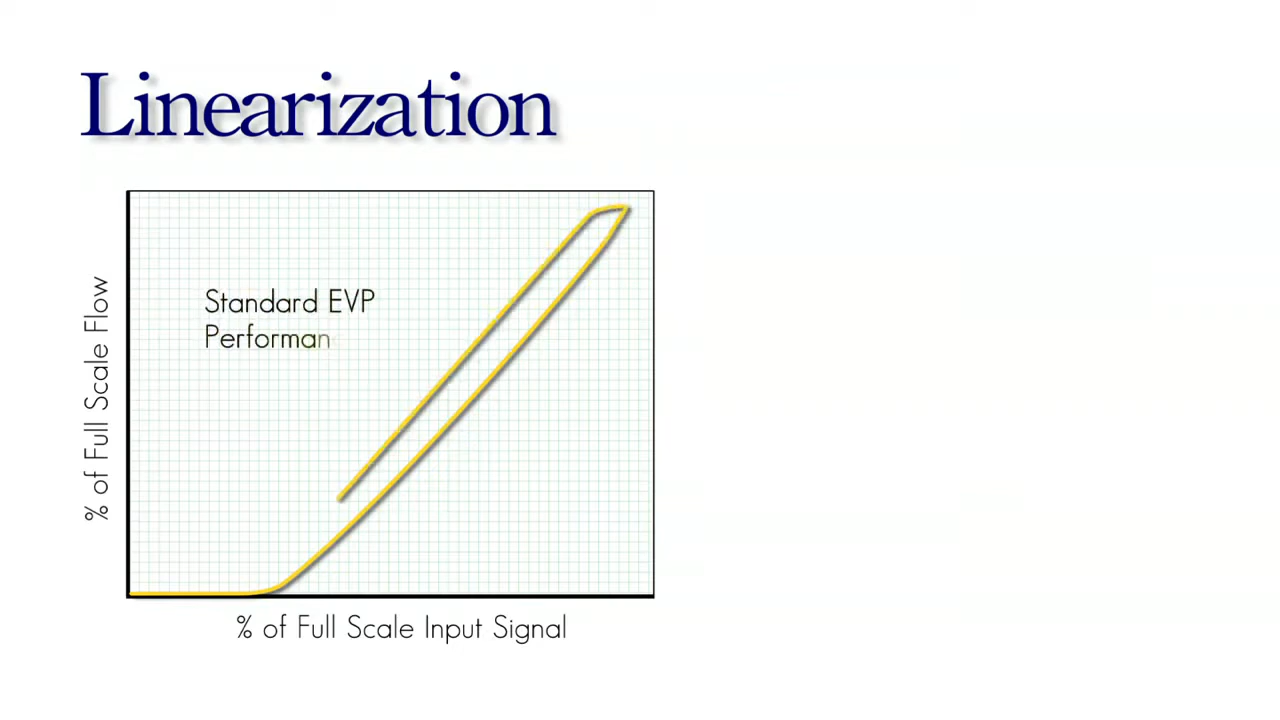 Linearization
Standard EVP
Performan
% of Full Scale Flow
% of Full Scale Input Signal